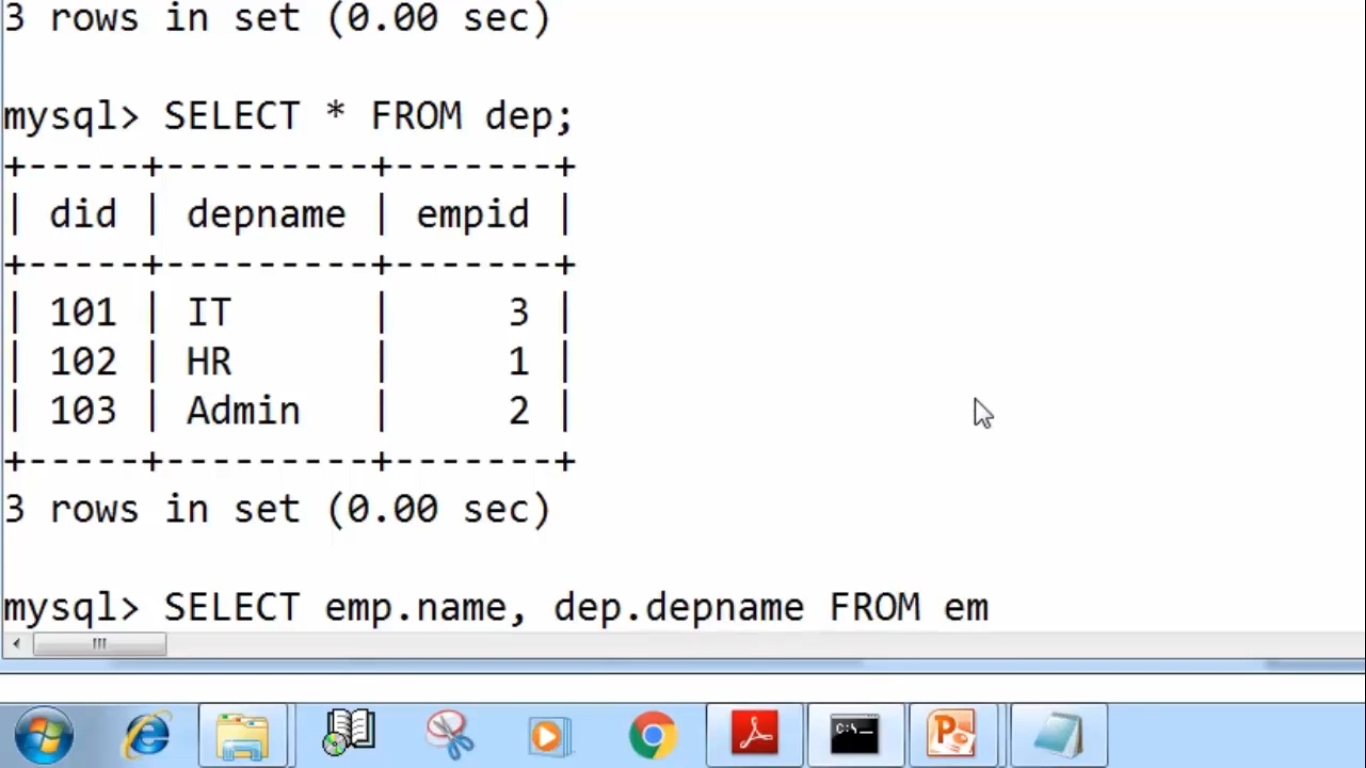 3 rows in set (0.00 sec)
mysql> SELECT * FROM dep;
+-----+---------+-------+
| did | depname | empid |
+-----+---------+-------+
| 101 | IT      |     3 |
| 102 | HR      |     1 |
| 103 | Admin   |     2 |
+-----+---------+-------+
3 rows in set (0.00 sec)
mysql> SELECT emp.name, dep.depname FROM em
C:\_